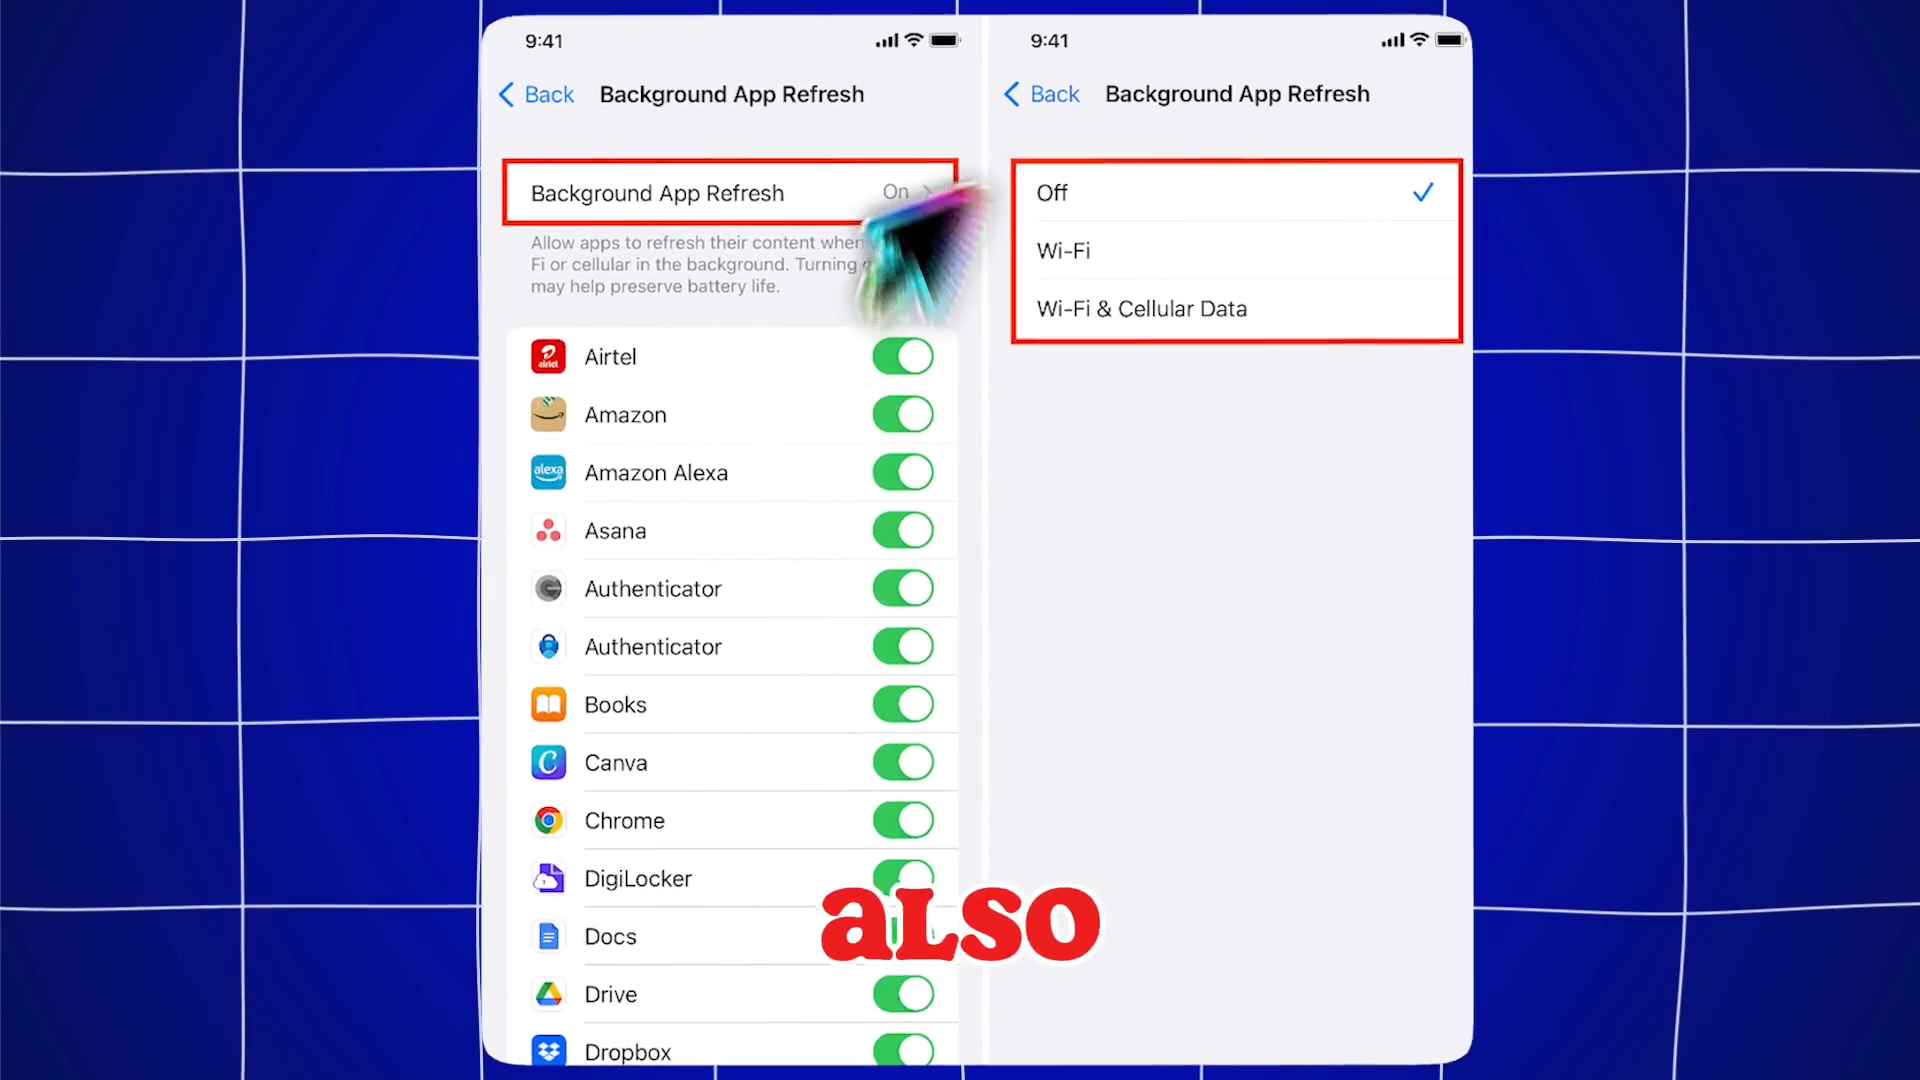 9:41
Back Background App Refresh
Background App Refresh On
Allow apps to refresh their content when
Fi or cellular in the background. Turning
may help preserve battery life.
airtel Airtel
Amazon
alexa Amazon Alexa
Asana
Authenticator
Authenticator
Books
C Canva
Chrome
DigiLocker
Docs
Drive
Dropbox
9:41
Back Background App Refresh
Off
Wi-Fi
Wi-Fi & Cellular Data
ALSO